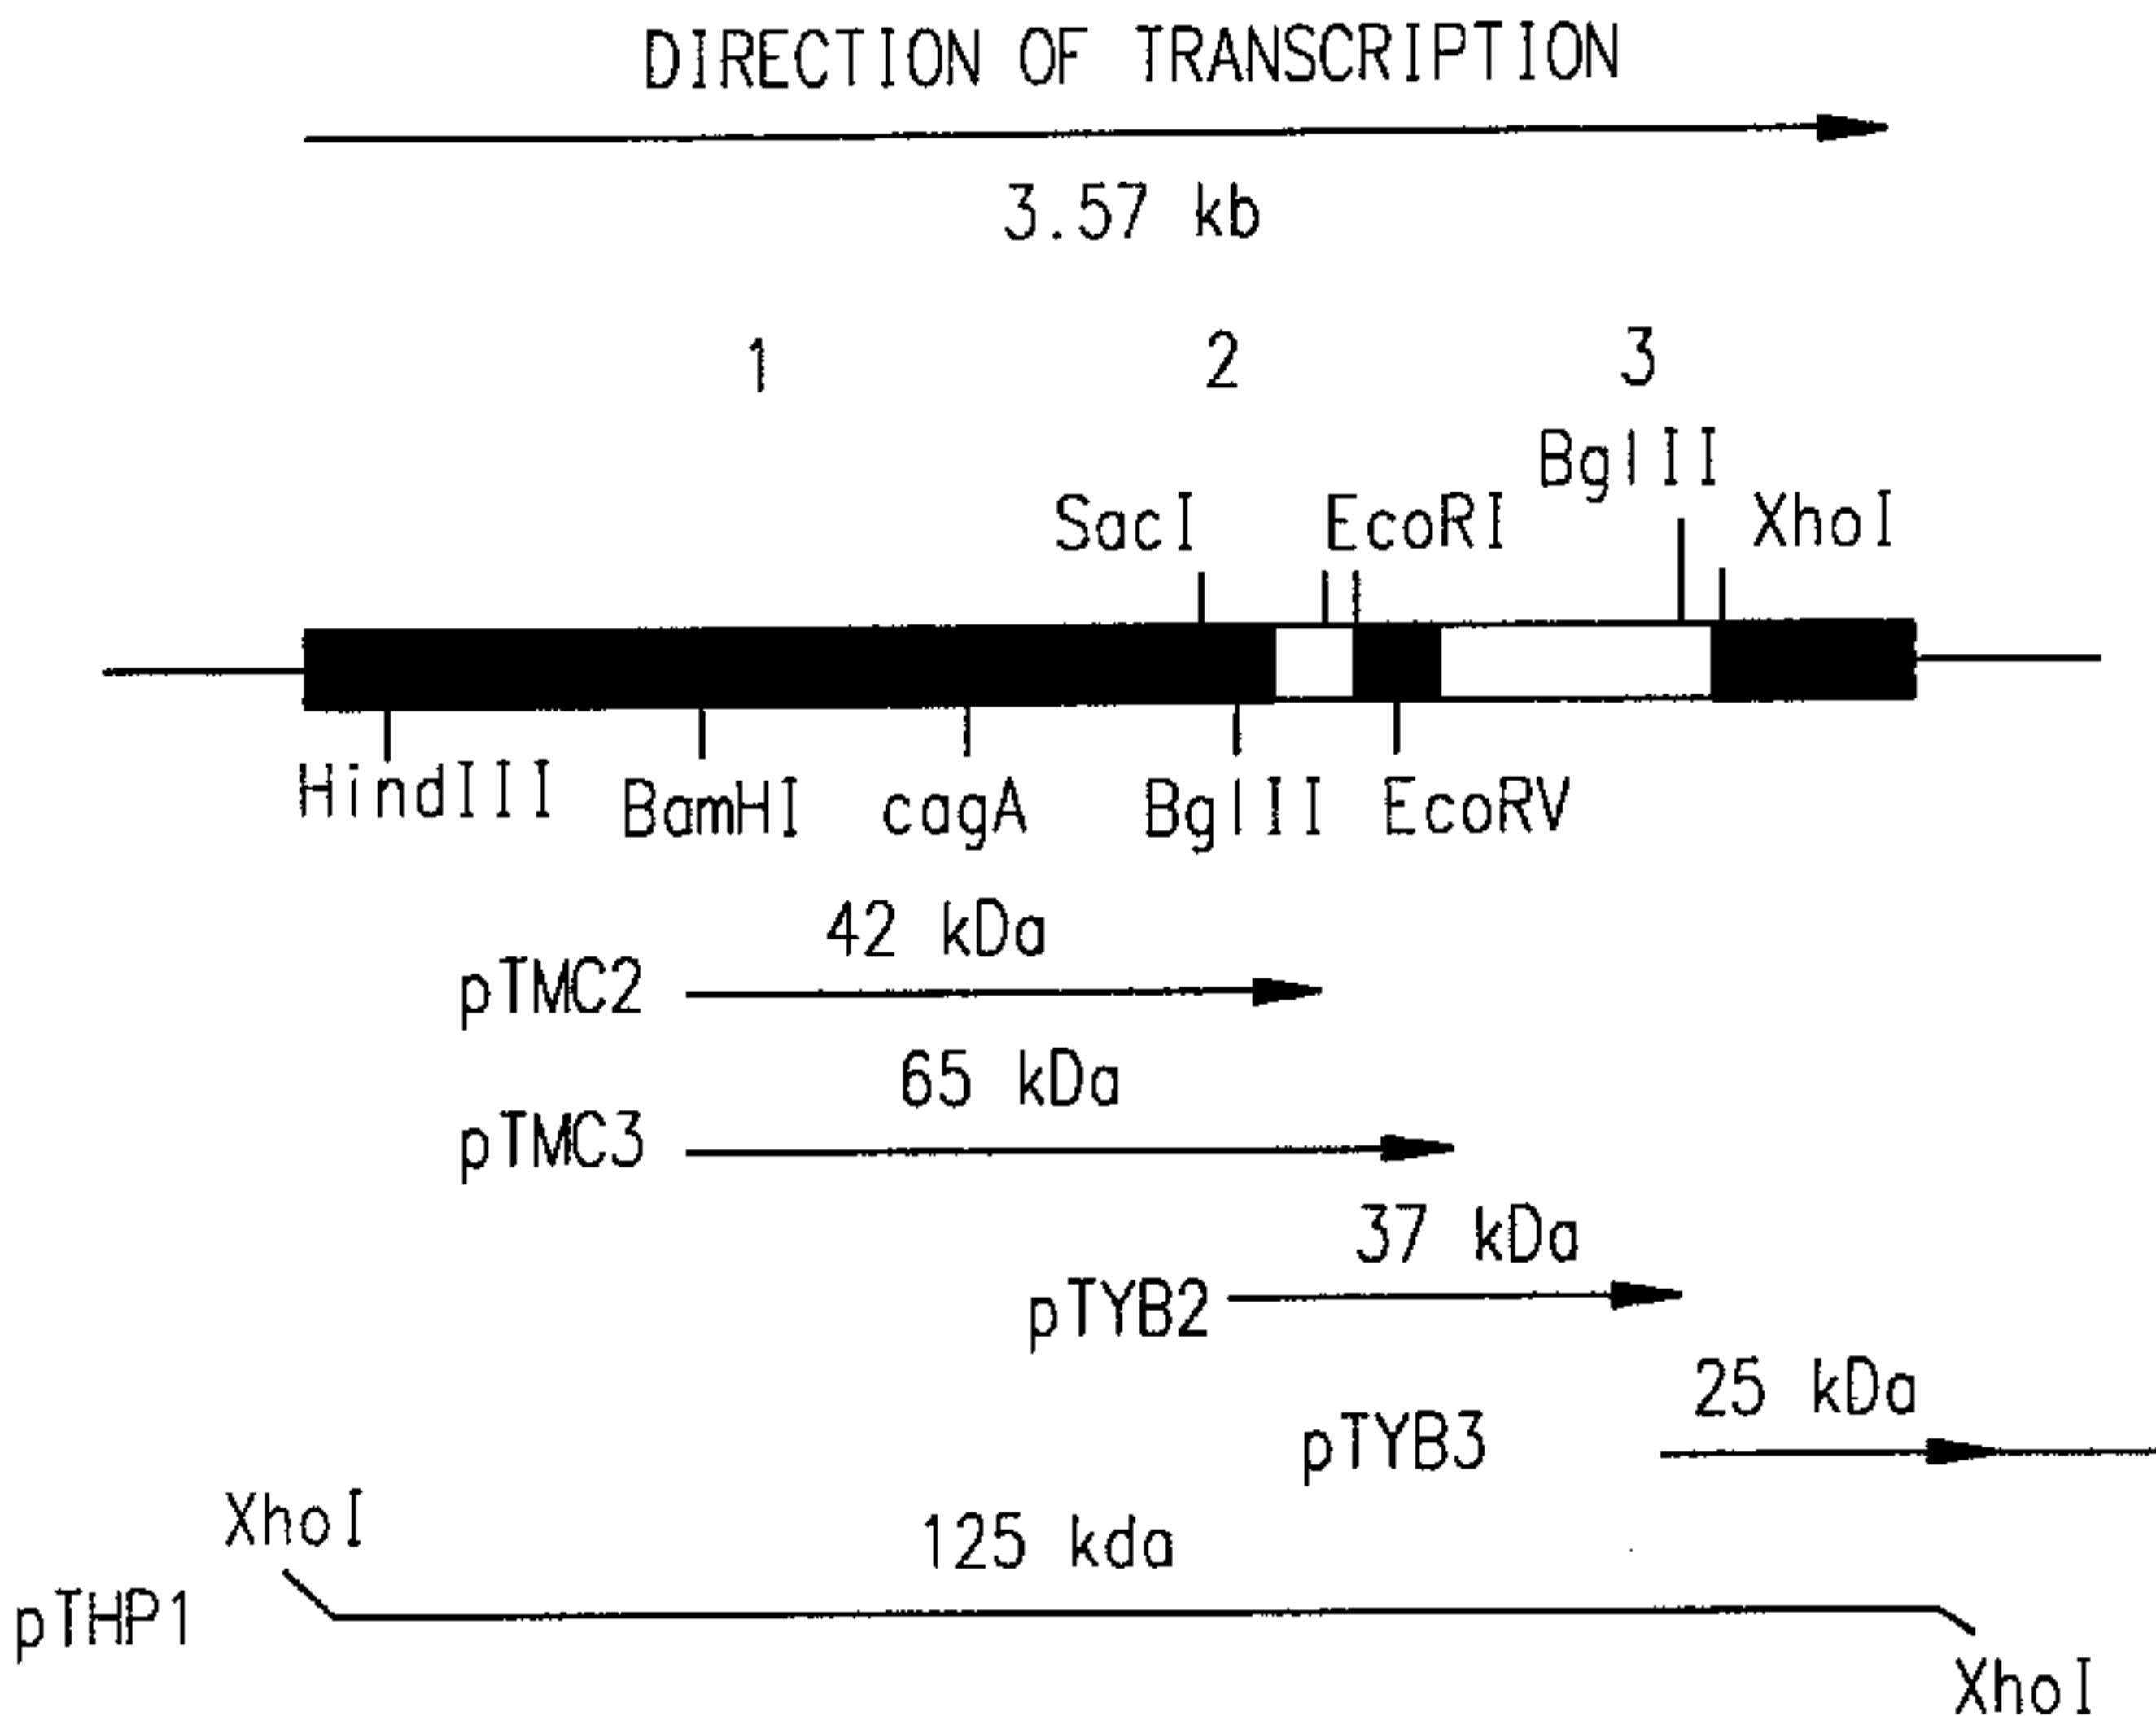 DIRECTION OF TRANSCRIPTION
3.57 kb
1 2 3
BglII
SacI EcoRI XhoI
HindIII BamHI cagA BglII EcoRV
42 kDa
pTMC2
65 kDa
pTMC3
37 kDa
pTYB2
25 kDa
pTYB3
XhoI
125 kda
pTHP1
XhoI